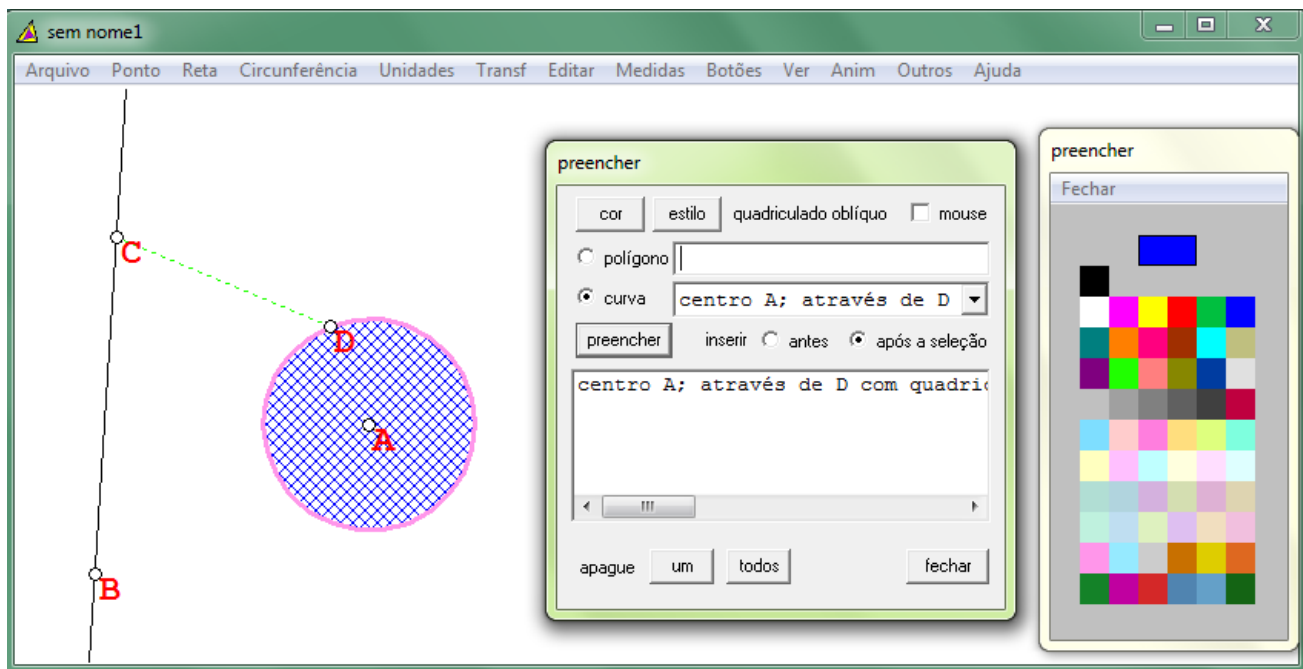 sem nome1
Arquivo Ponto Reta Circunferência Unidades Transf Editar Medidas Botões Ver Anim Outros Ajuda
C
D
A
B
preencher
cor estilo quadriculado oblíquo mouse
polígono
curva centro A; através de D
preencher inserir antes após a seleção
centro A; através de D com quadric
apague um todos fechar
preencher
Fechar